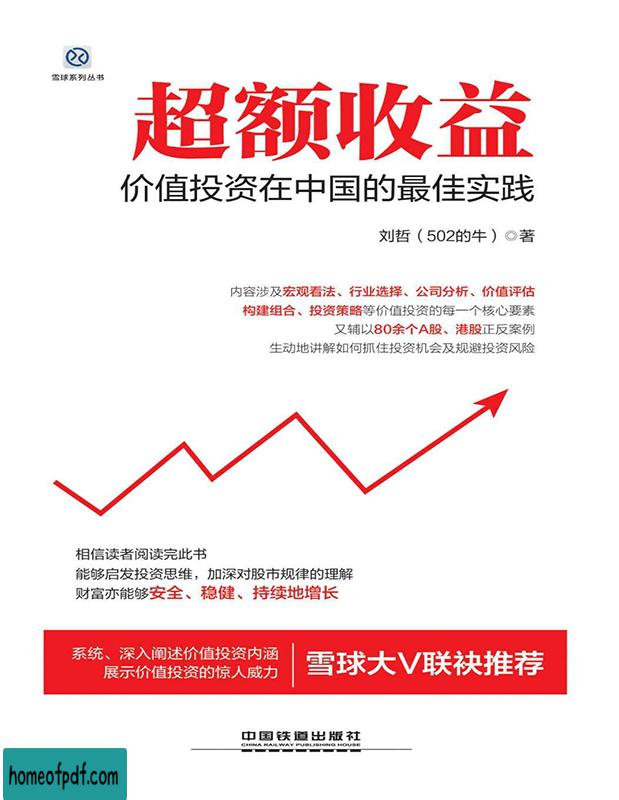 雪球系列丛书
超额收益
价值投资在中国的最佳实践
刘哲（502的牛）◎著
内容涉及宏观看法、行业选择、公司分析、价值评估
构建组合、投资策略等价值投资的每一个核心要素
又辅以80余个A股、港股正反案例
生动地讲解如何抓住投资机会及规避投资风险
相信读者阅读完此书
能够启发投资思维，加深对股市规律的理解
财富亦能够安全、稳健、持续地增长
系统、深入阐述价值投资内涵
展示价值投资的惊人威力
雪球大V联袂推荐
中国铁道出版社
CHINA RAILWAY PUBLISHING HOUSE
homeofpdf.com